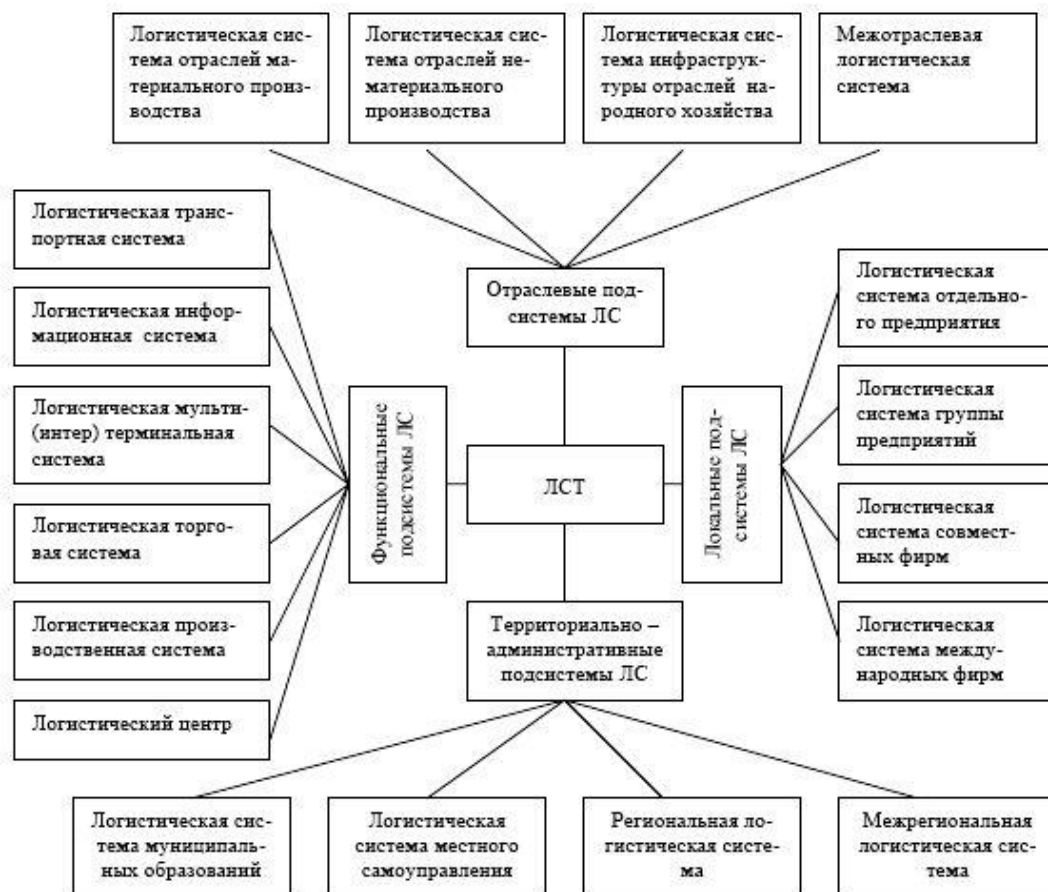 Логистическая сис-
тема отраслей ма-
териального произ-
водства
Логистическая сис-
тема отраслей не-
материального
производства
Логистическая сис-
тема инфраструк-
туры отраслей на-
родного хозяйства
Межотраслевая
логистическая
система
Логистическая транс-
портная система
Логистическая инфор-
мационная система
Логистическая мульти-
(интер) терминальная
система
Логистическая торго-
вая система
Логистическая произ-
водственная система
Логистический центр
Функциональные
подсистемы ЛС
Отраслевые под-
системы ЛС
ЛСТ
Территориально –
административные
подсистемы ЛС
Локальные под-
системы ЛС
Логистическая
система отдельно-
го предприятия
Логистическая
система группы
предприятий
Логистическая
система совмест-
ных фирм
Логистическая
система между-
народных фирм
Логистическая сис-
тема муниципаль-
ных образований
Логистическая
система местного
самоуправления
Региональная ло-
гистическая систе-
ма
Межрегиональная
логистическая сис-
тема